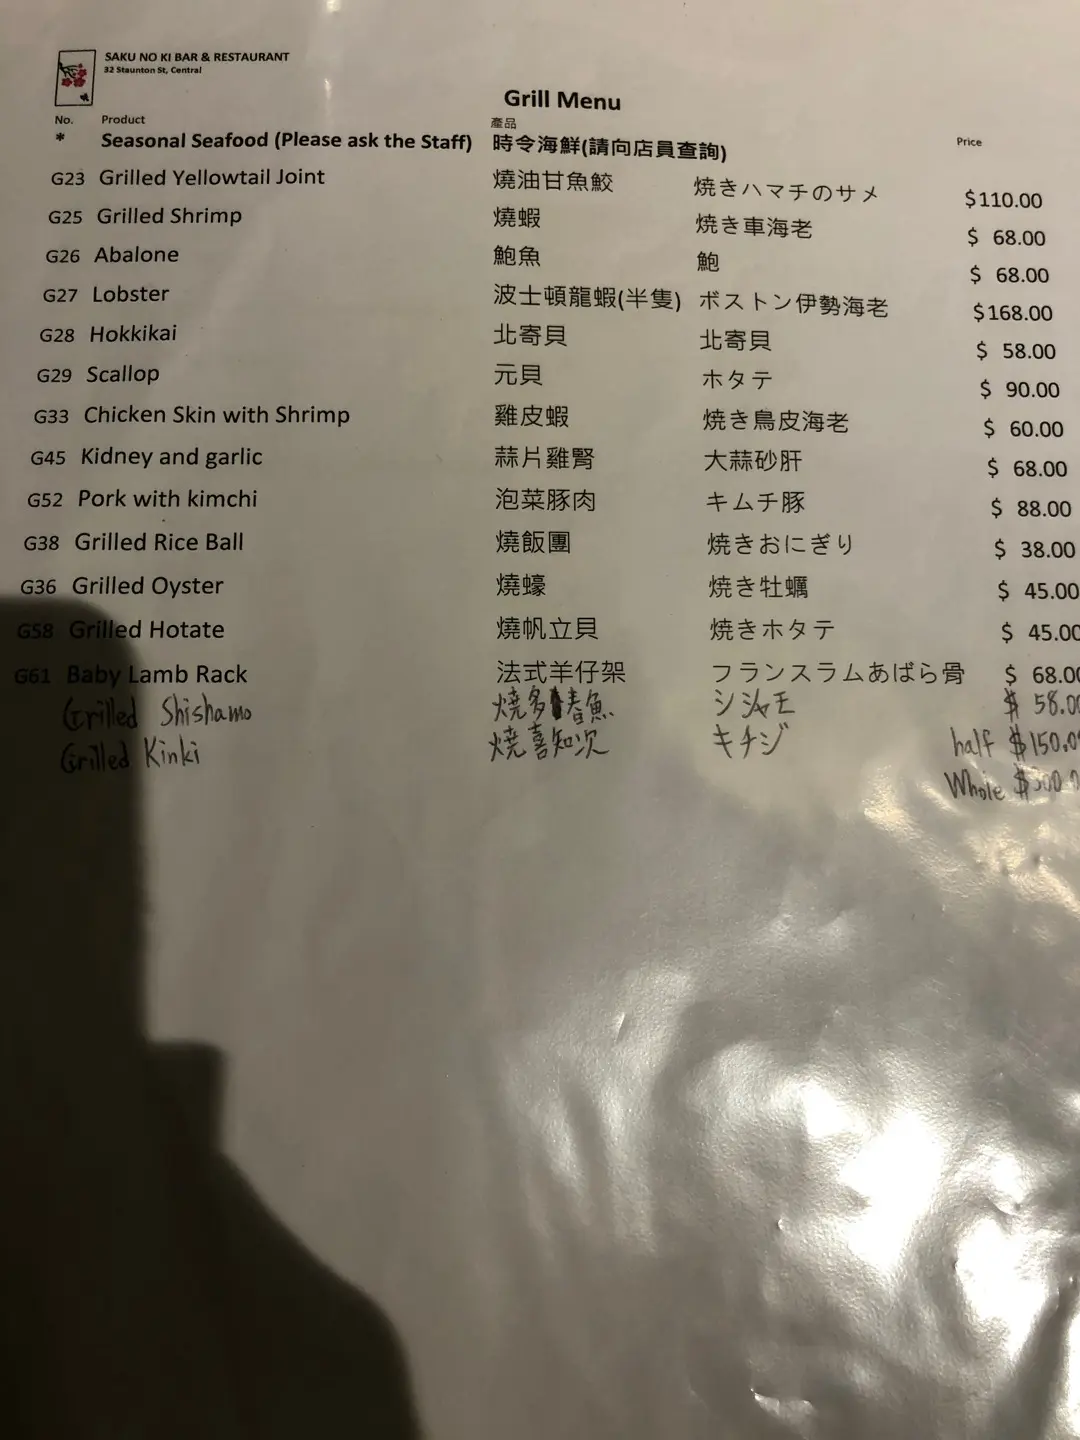 SAKU NO KI BAR & RESTAURANT
32 Staunton St, Central
Grill Menu
No. Product 產品 Price
* Seasonal Seafood (Please ask the Staff) 時令海鮮(請向店員查詢)
G23 Grilled Yellowtail Joint 燒油甘魚鮫 焼きハマチのサメ $110.00
G25 Grilled Shrimp 燒蝦 焼き車海老 $ 68.00
G26 Abalone 鮑魚 鮑 $ 68.00
G27 Lobster 波士頓龍蝦(半隻) ボストン伊勢海老 $168.00
G28 Hokkikai 北寄貝 北寄貝 $ 58.00
G29 Scallop 元貝 ホタテ $ 90.00
G33 Chicken Skin with Shrimp 雞皮蝦 焼き鳥皮海老 $ 60.00
G45 Kidney and garlic 蒜片雞腎 大蒜砂肝 $ 68.00
G52 Pork with kimchi 泡菜豚肉 キムチ豚 $ 88.00
G38 Grilled Rice Ball 燒飯團 焼きおにぎり $ 38.00
G36 Grilled Oyster 燒蠔 焼き牡蠣 $ 45.00
G58 Grilled Hotate 燒帆立貝 焼きホタテ $ 45.00
G61 Baby Lamb Rack 法式羊仔架 フランスラムあばら骨 $ 68.00
Grilled Shishamo 燒多春魚 シシャモ $ 58.00
Grilled Kinki 燒喜知次 キチジ half $150.00
Whole $300.0